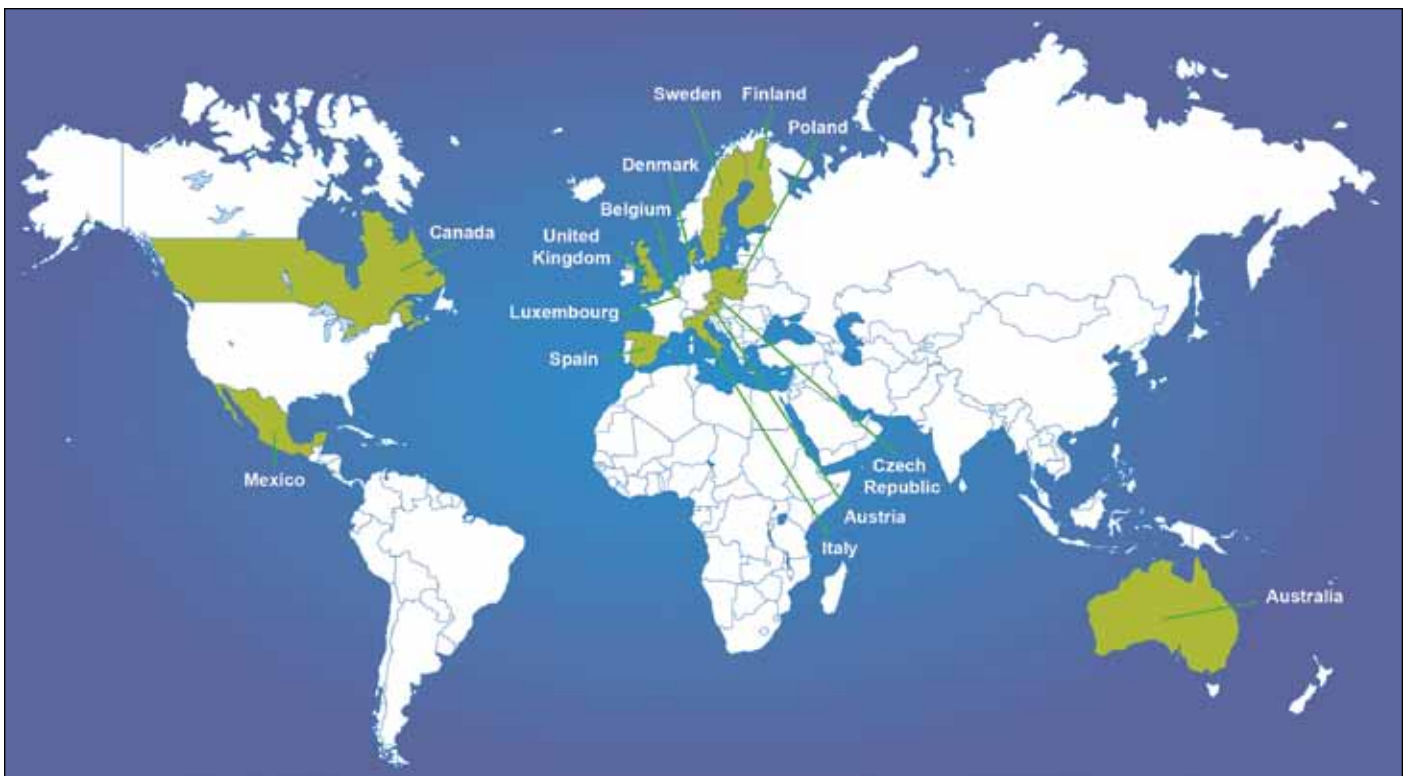 Sweden
Finland
Poland
Denmark
Belgium
Canada
United
Kingdom
Luxembourg
Spain
Mexico
Czech
Republic
Austria
Italy
Australia